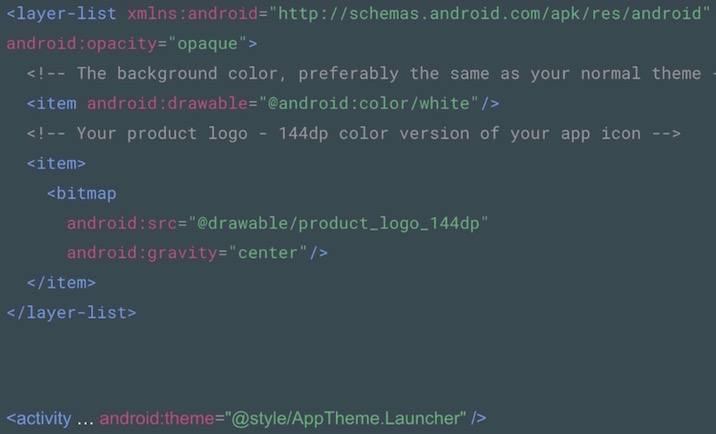 <layer-list xmlns:android="http://schemas.android.com/apk/res/android"
android:opacity="opaque">
<!-- The background color, preferably the same as your normal theme -
<item android:drawable="@android:color/white"/>
<!-- Your product logo - 144dp color version of your app icon -->
<item>
<bitmap
android:src="@drawable/product_logo_144dp"
android:gravity="center"/>
</item>
</layer-list>
<activity ... android:theme="@style/AppTheme.Launcher" />